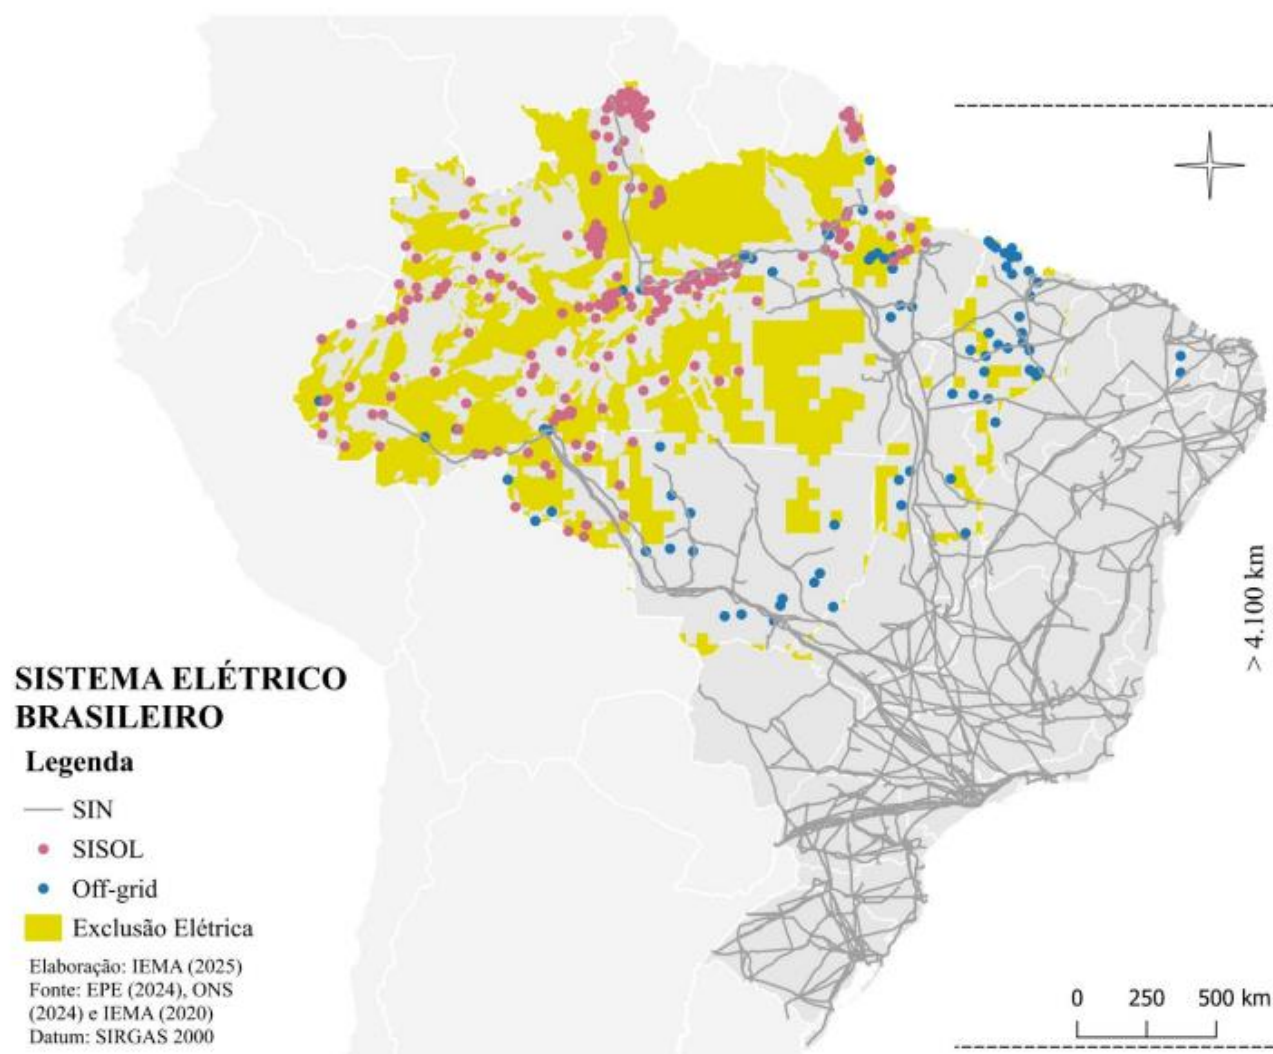 > 4.100 km
SISTEMA ELÉTRICO
BRASILEIRO
Legenda
SIN
SISOL
Off-grid
Exclusão Elétrica
Elaboração: IEMA (2025)
Fonte: EPE (2024), ONS
(2024) e IEMA (2020)
Datum: SIRGAS 2000
0 250 500 km